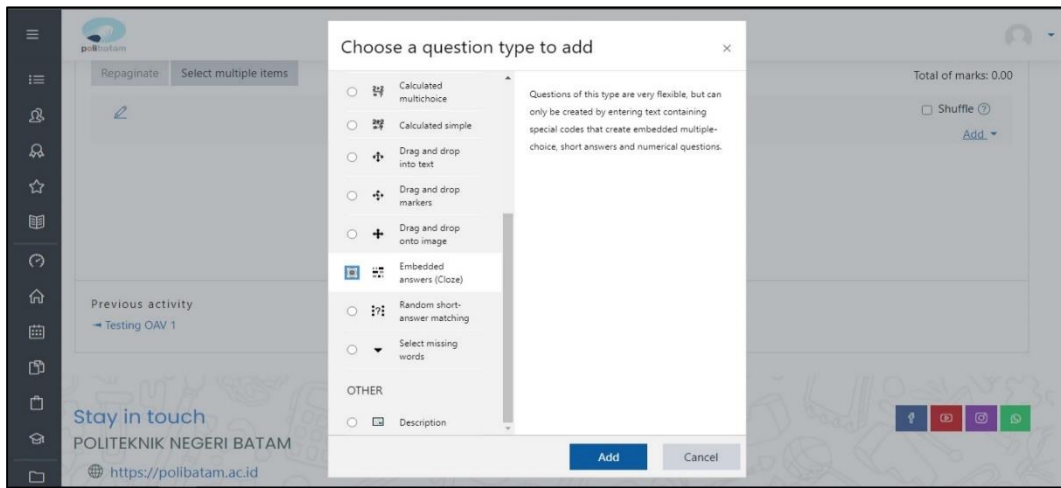 polibatam
Choose a question type to add
×
Repaginate
Select multiple items
Total of marks: 0.00
Shuffle
Add
Calculated
multichoice
Calculated simple
Drag and drop
into text
Drag and drop
markers
Drag and drop
onto image
Embedded
answers (Cloze)
Random short-
answer matching
Select missing
words
OTHER
Description
Questions of this type are very flexible, but can
only be created by entering text containing
special codes that create embedded multiple-
choice, short answers and numerical questions.
Add
Cancel
Previous activity
◄ Testing OAV 1
Stay in touch
POLITEKNIK NEGERI BATAM
https://polibatam.ac.id